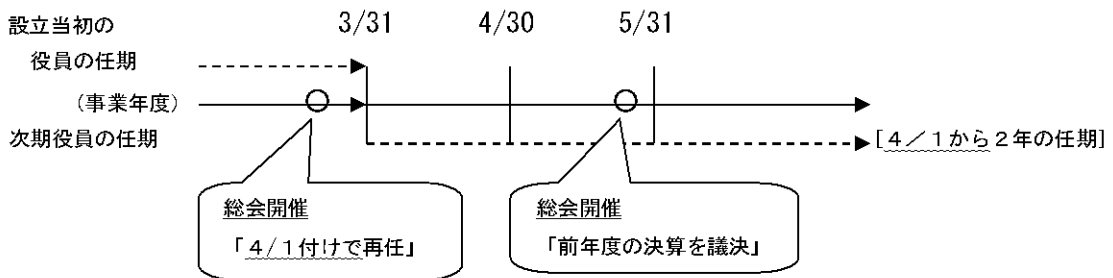 設立当初の 3/31 4/30 5/31
役員の任期
(事業年度)
次期役員の任期 [4/1から2年の任期]
総会開催 総会開催
「4/1付けで再任」 「前年度の決算を議決」